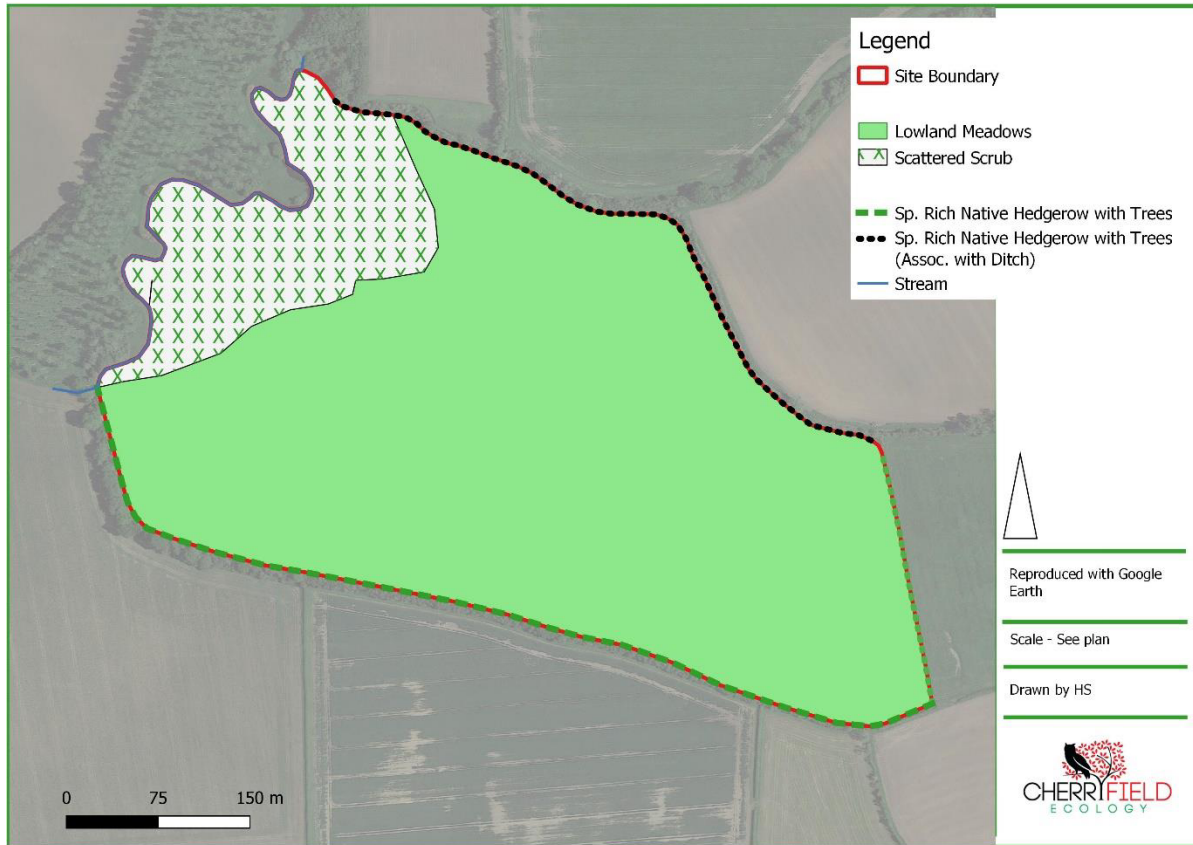 Legend
Site Boundary
Lowland Meadows
Scattered Scrub
Sp. Rich Native Hedgerow with Trees
Sp. Rich Native Hedgerow with Trees
(Assoc. with Ditch)
Stream
Reproduced with Google
Earth
Scale - See plan
Drawn by HS
CHERRYFIELD
ECOLOGY
0 75 150 m